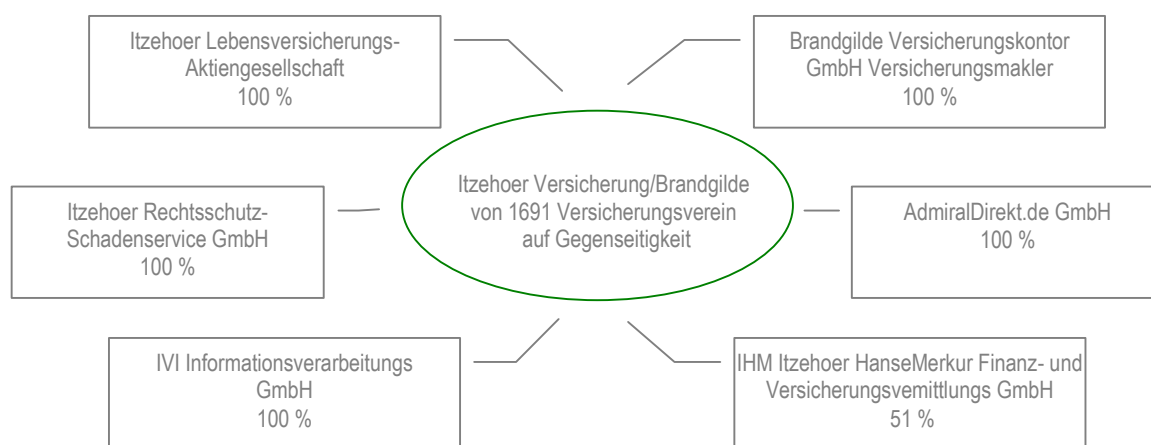 Itzehoer Lebensversicherungs-
Aktiengesellschaft
100 %
Brandgilde Versicherungskontor
GmbH Versicherungsmakler
100 %
Itzehoer Versicherung/Brandgilde
von 1691 Versicherungsverein
auf Gegenseitigkeit
Itzehoer Rechtsschutz-
Schadenservice GmbH
100 %
AdmiralDirekt.de GmbH
100 %
IVI Informationsverarbeitungs
GmbH
100 %
IHM Itzehoer HanseMerkur Finanz- und
Versicherungsvemittlungs GmbH
51 %